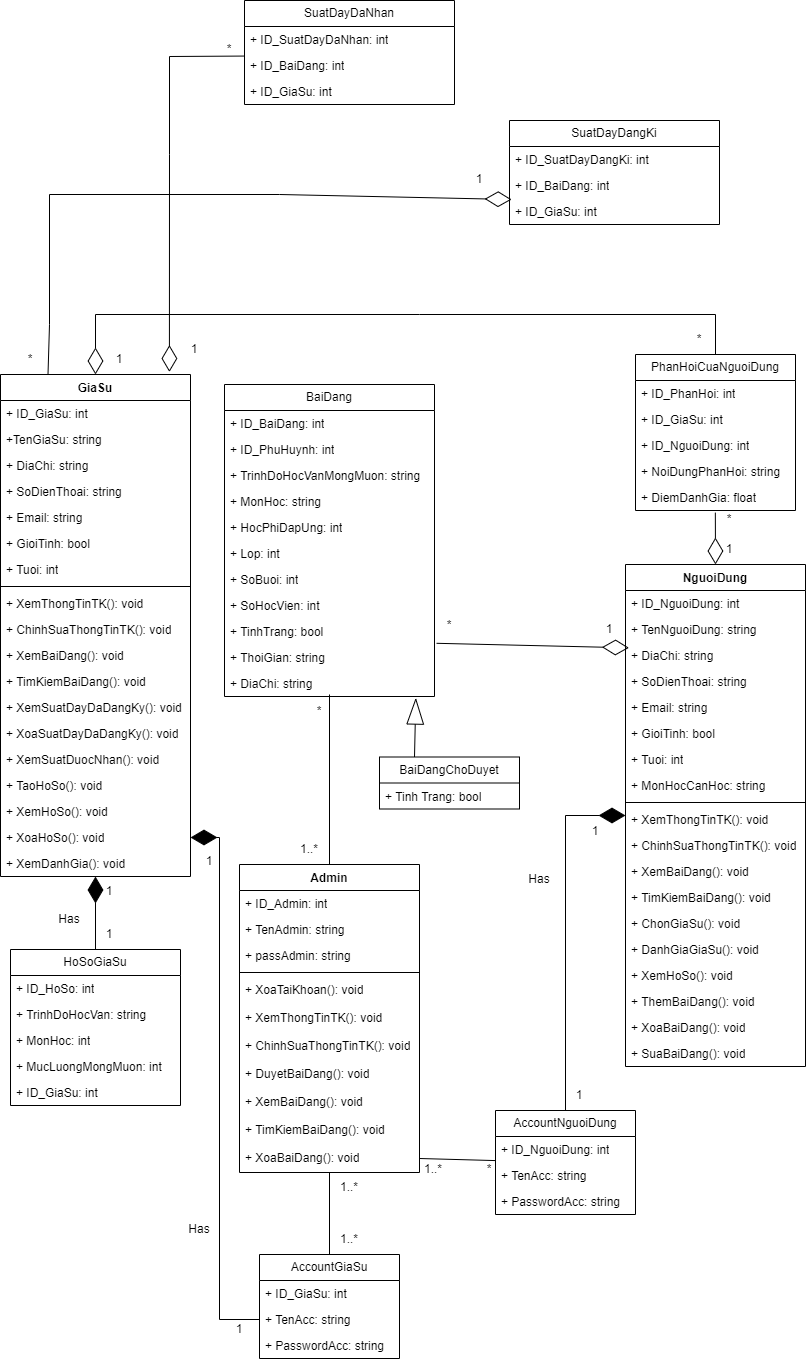 SuatDayDaNhan
+ ID_SuatDayDaNhan: int
+ ID_BaiDang: int
+ ID_GiaSu: int
*
SuatDayDangKi
+ ID_SuatDayDangKi: int
+ ID_BaiDang: int
+ ID_GiaSu: int
1
*
1
1
*
GiaSu
+ ID_GiaSu: int
+TenGiaSu: string
+ DiaChi: string
+ SoDienThoai: string
+ Email: string
+ GioiTinh: bool
+ Tuoi: int
+ XemThongTinTK(): void
+ ChinhSuaThongTinTK(): void
+ XemBaiDang(): void
+ TimKiemBaiDang(): void
+ XemSuatDayDaDangKy(): void
+ XoaSuatDayDaDangKy(): void
+ XemSuatDuocNhan(): void
+ TaoHoSo(): void
+ XemHoSo(): void
+ XoaHoSo(): void
+ XemDanhGia(): void
BaiDang
+ ID_BaiDang: int
+ ID_PhuHuynh: int
+ TrinhDoHocVanMongMuon: string
+ MonHoc: string
+ HocPhiDapUng: int
+ Lop: int
+ SoBuoi: int
+ SoHocVien: int
+ TinhTrang: bool
+ ThoiGian: string
+ DiaChi: string
PhanHoiCuaNguoiDung
+ ID_PhanHoi: int
+ ID_GiaSu: int
+ ID_NguoiDung: int
+ NoiDungPhanHoi: string
+ DiemDanhGia: float
*
1
NguoiDung
+ ID_NguoiDung: int
+ TenNguoiDung: string
+ DiaChi: string
+ SoDienThoai: string
+ Email: string
+ GioiTinh: bool
+ Tuoi: int
+ MonHocCanHoc: string
+ XemThongTinTK(): void
+ ChinhSuaThongTinTK(): void
+ XemBaiDang(): void
+ TimKiemBaiDang(): void
+ ChonGiaSu(): void
+ DanhGiaGiaSu(): void
+ XemHoSo(): void
+ ThemBaiDang(): void
+ XoaBaiDang(): void
+ SuaBaiDang(): void
*
1
*
BaiDangChoDuyet
+ Tinh Trang: bool
1
Has
1..*
1
1
Has
1
HoSoGiaSu
+ ID_HoSo: int
+ TrinhDoHocVan: string
+ MonHoc: int
+ MucLuongMongMuon: int
+ ID_GiaSu: int
Admin
+ ID_Admin: int
+ TenAdmin: string
+ passAdmin: string
+ XoaTaiKhoan(): void
+ XemThongTinTK(): void
+ ChinhSuaThongTinTK(): void
+ DuyetBaiDang(): void
+ XemBaiDang(): void
+ TimKiemBaiDang(): void
+ XoaBaiDang(): void
1
AccountNguoiDung
+ ID_NguoiDung: int
+ TenAcc: string
+ PasswordAcc: string
1..*
*
1..*
Has
1..*
1
AccountGiaSu
+ ID_GiaSu: int
+ TenAcc: string
+ PasswordAcc: string